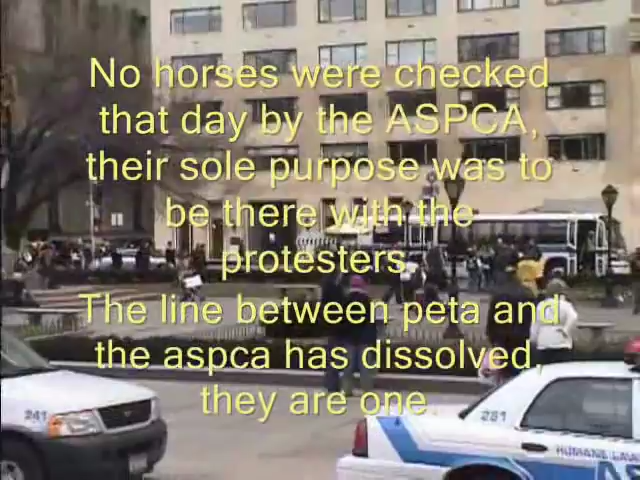 No horses were checked
that day by the ASPCA,
their sole purpose was to
be there with the
protesters.
The line between peta and
the aspca has dissolved,
they are one.
241
281
HUMANE LAW
AS